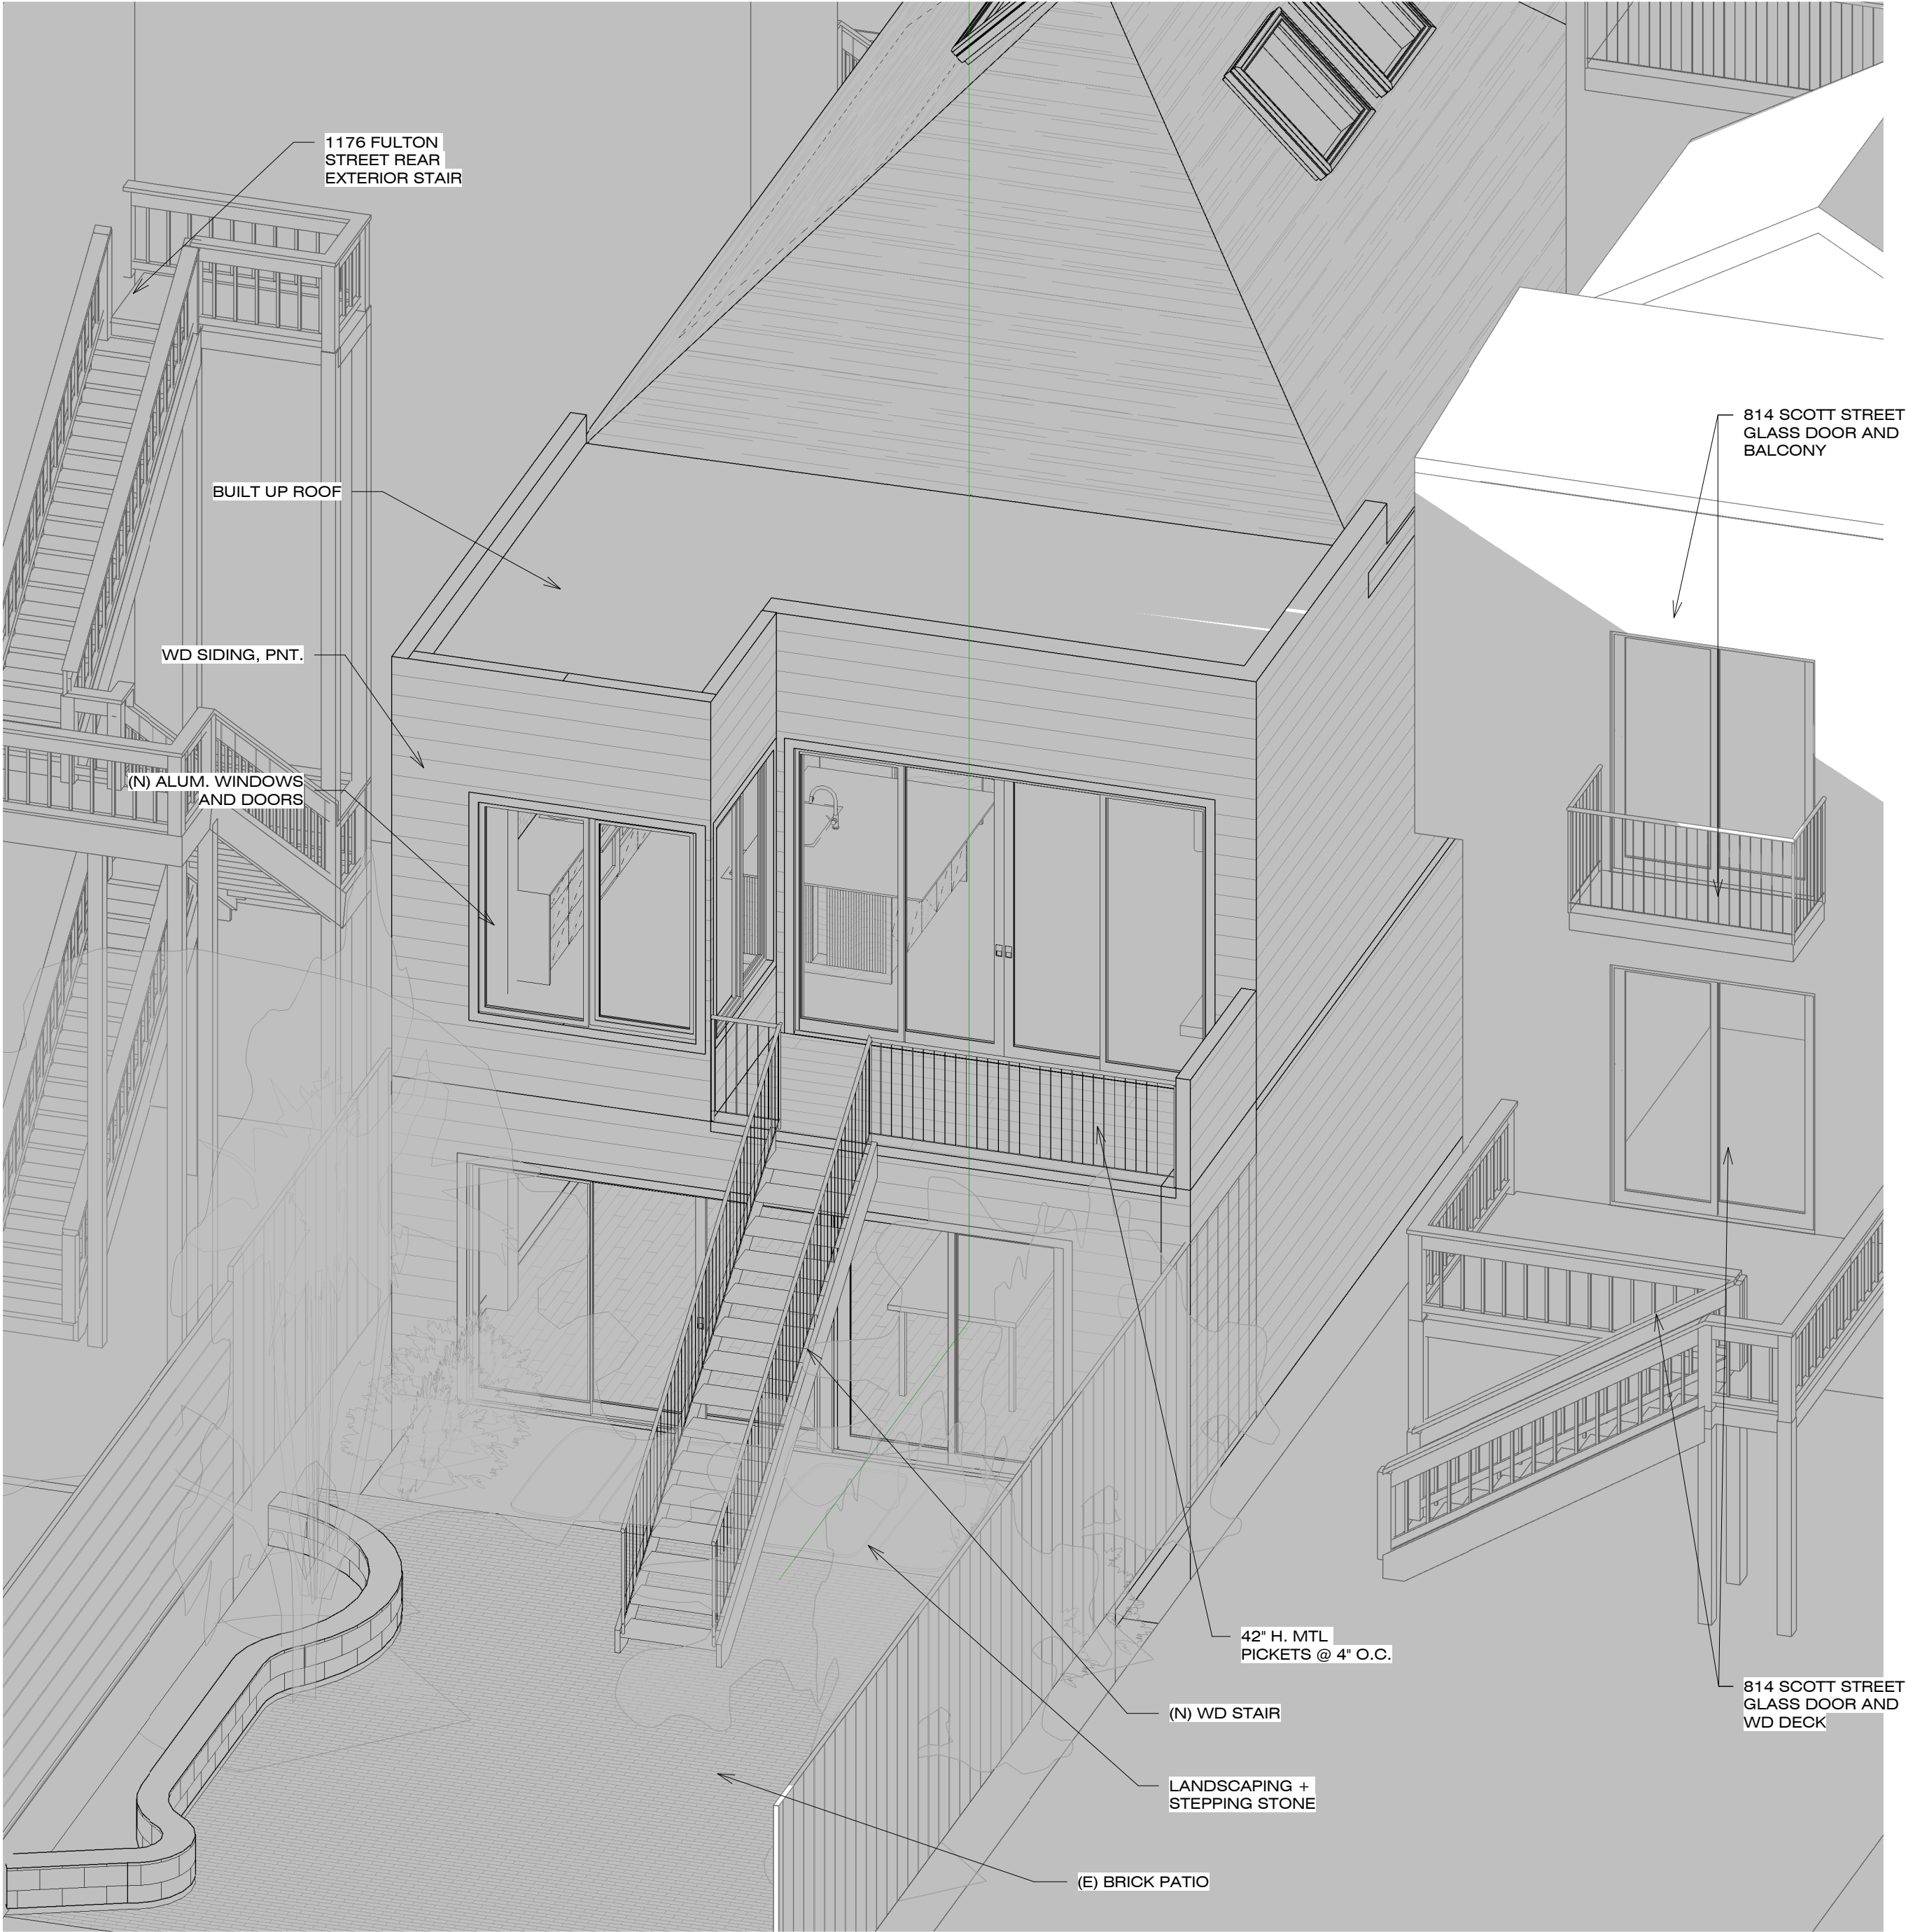 1176 FULTON
STREET REAR
EXTERIOR STAIR
814 SCOTT STREET
GLASS DOOR AND
BALCONY
BUILT UP ROOF
WD SIDING, PNT.
(N) ALUM. WINDOWS
AND DOORS
42" H. MTL
PICKETS @ 4" O.C.
814 SCOTT STREET
GLASS DOOR AND
WD DECK
(N) WD STAIR
LANDSCAPING +
STEPPING STONE
(E) BRICK PATIO